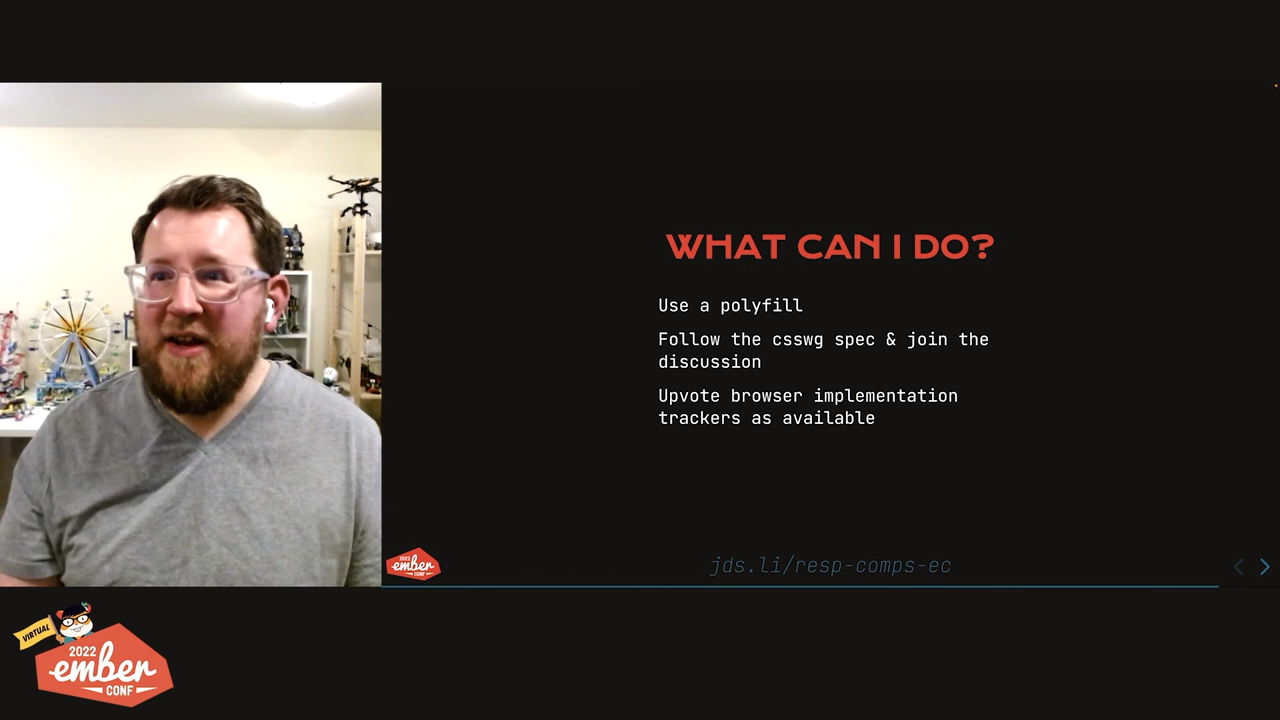 WHAT CAN I DO?
Use a polyfill
Follow the csswg spec & join the
discussion
Upvote browser implementation
trackers as available
2022
ember
CONF
jds.li/resp-comps-ec
VIRTUAL
2022
ember
CONF